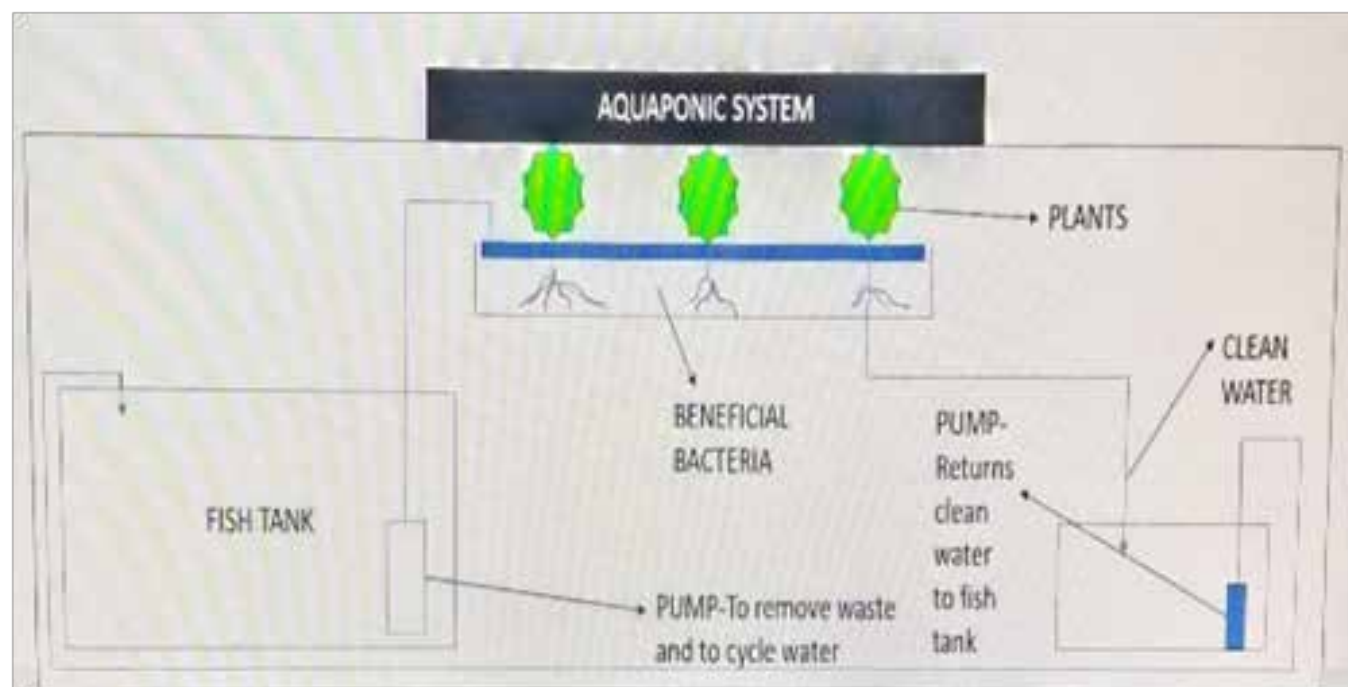 AQUAPONIC SYSTEM
PLANTS
CLEAN
WATER
BENEFICIAL
BACTERIA
PUMP-
Returns
clean
water
to fish
tank
FISH TANK
PUMP-To remove waste
and to cycle water